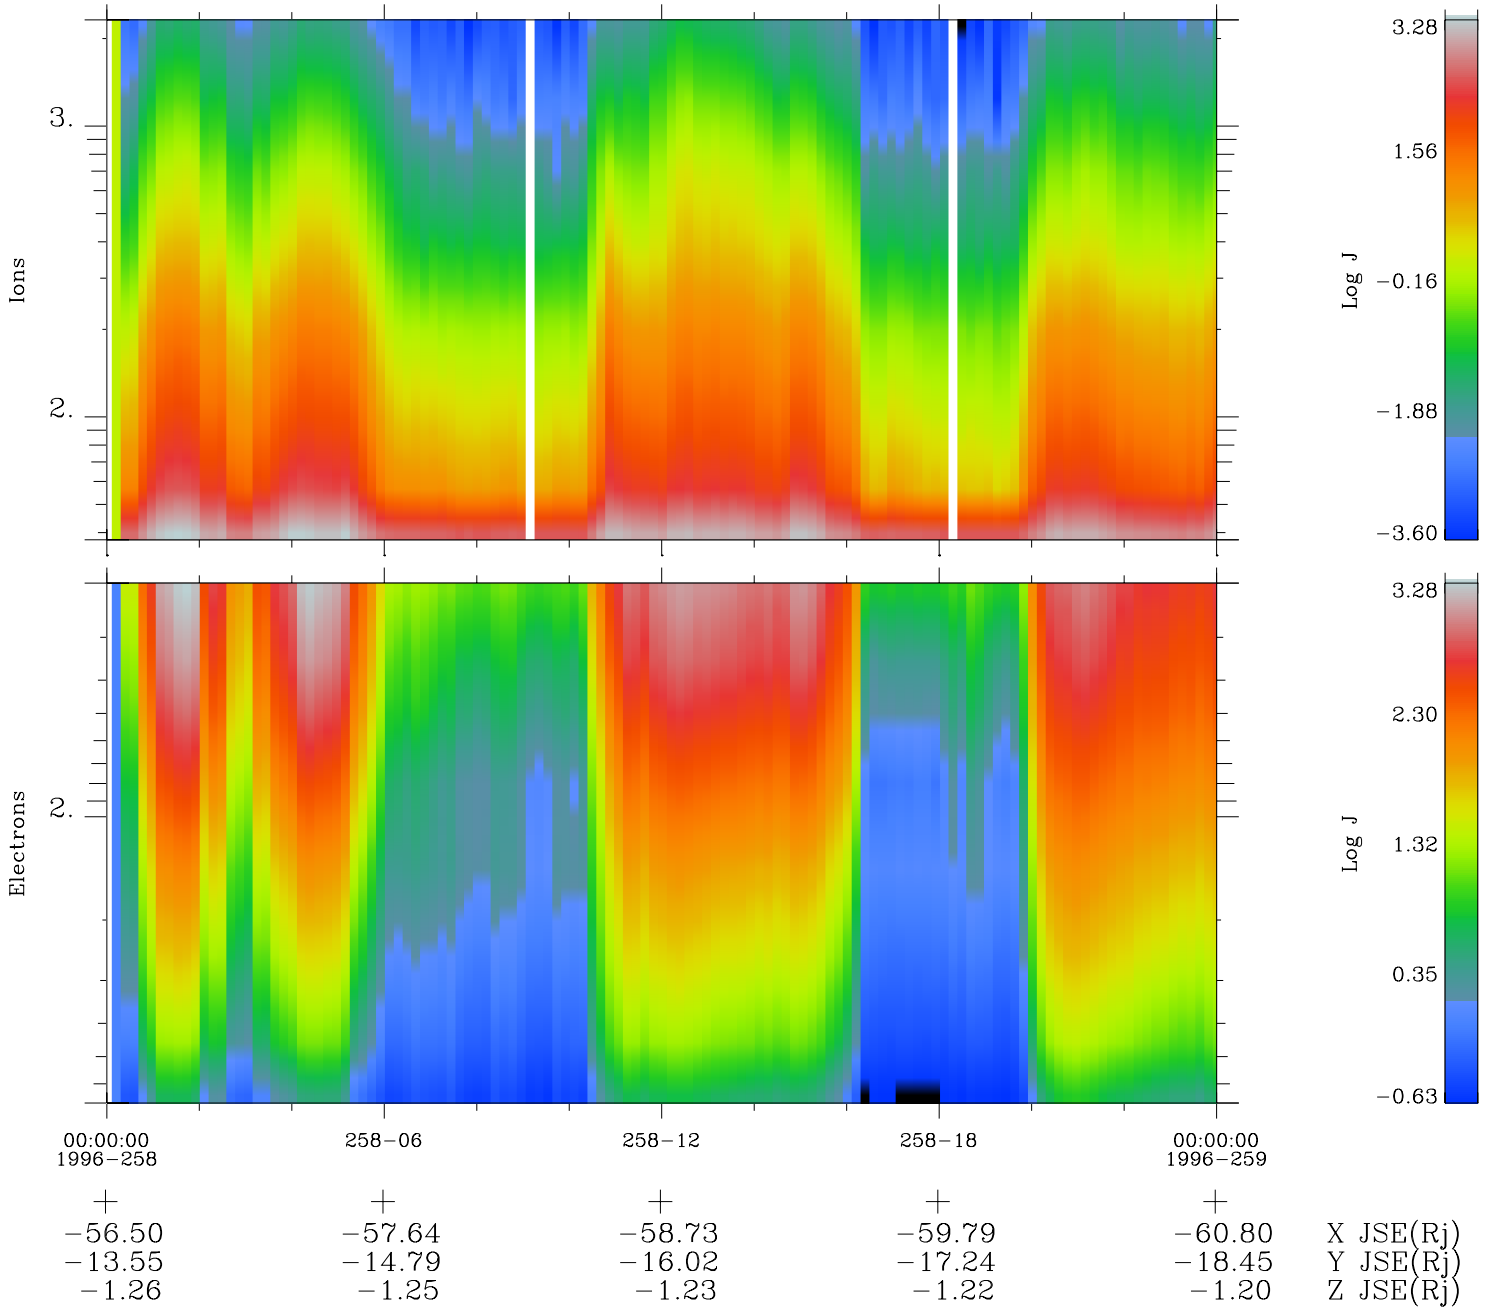 3.28
3.
1.56
Ions
Log J
-0.16
2.
-1.88
-3.60
3.28
2.30
Electrons
2.
Log J
1.32
0.35
-0.63
00:00:00 258-06 258-12 258-18 00:00:00
1996-258 1996-259
-56.50 -57.64 -58.73 -59.79 -60.80 X JSE(Rj)
-13.55 -14.79 -16.02 -17.24 -18.45 Y JSE(Rj)
-1.26 -1.25 -1.23 -1.22 -1.20 Z JSE(Rj)